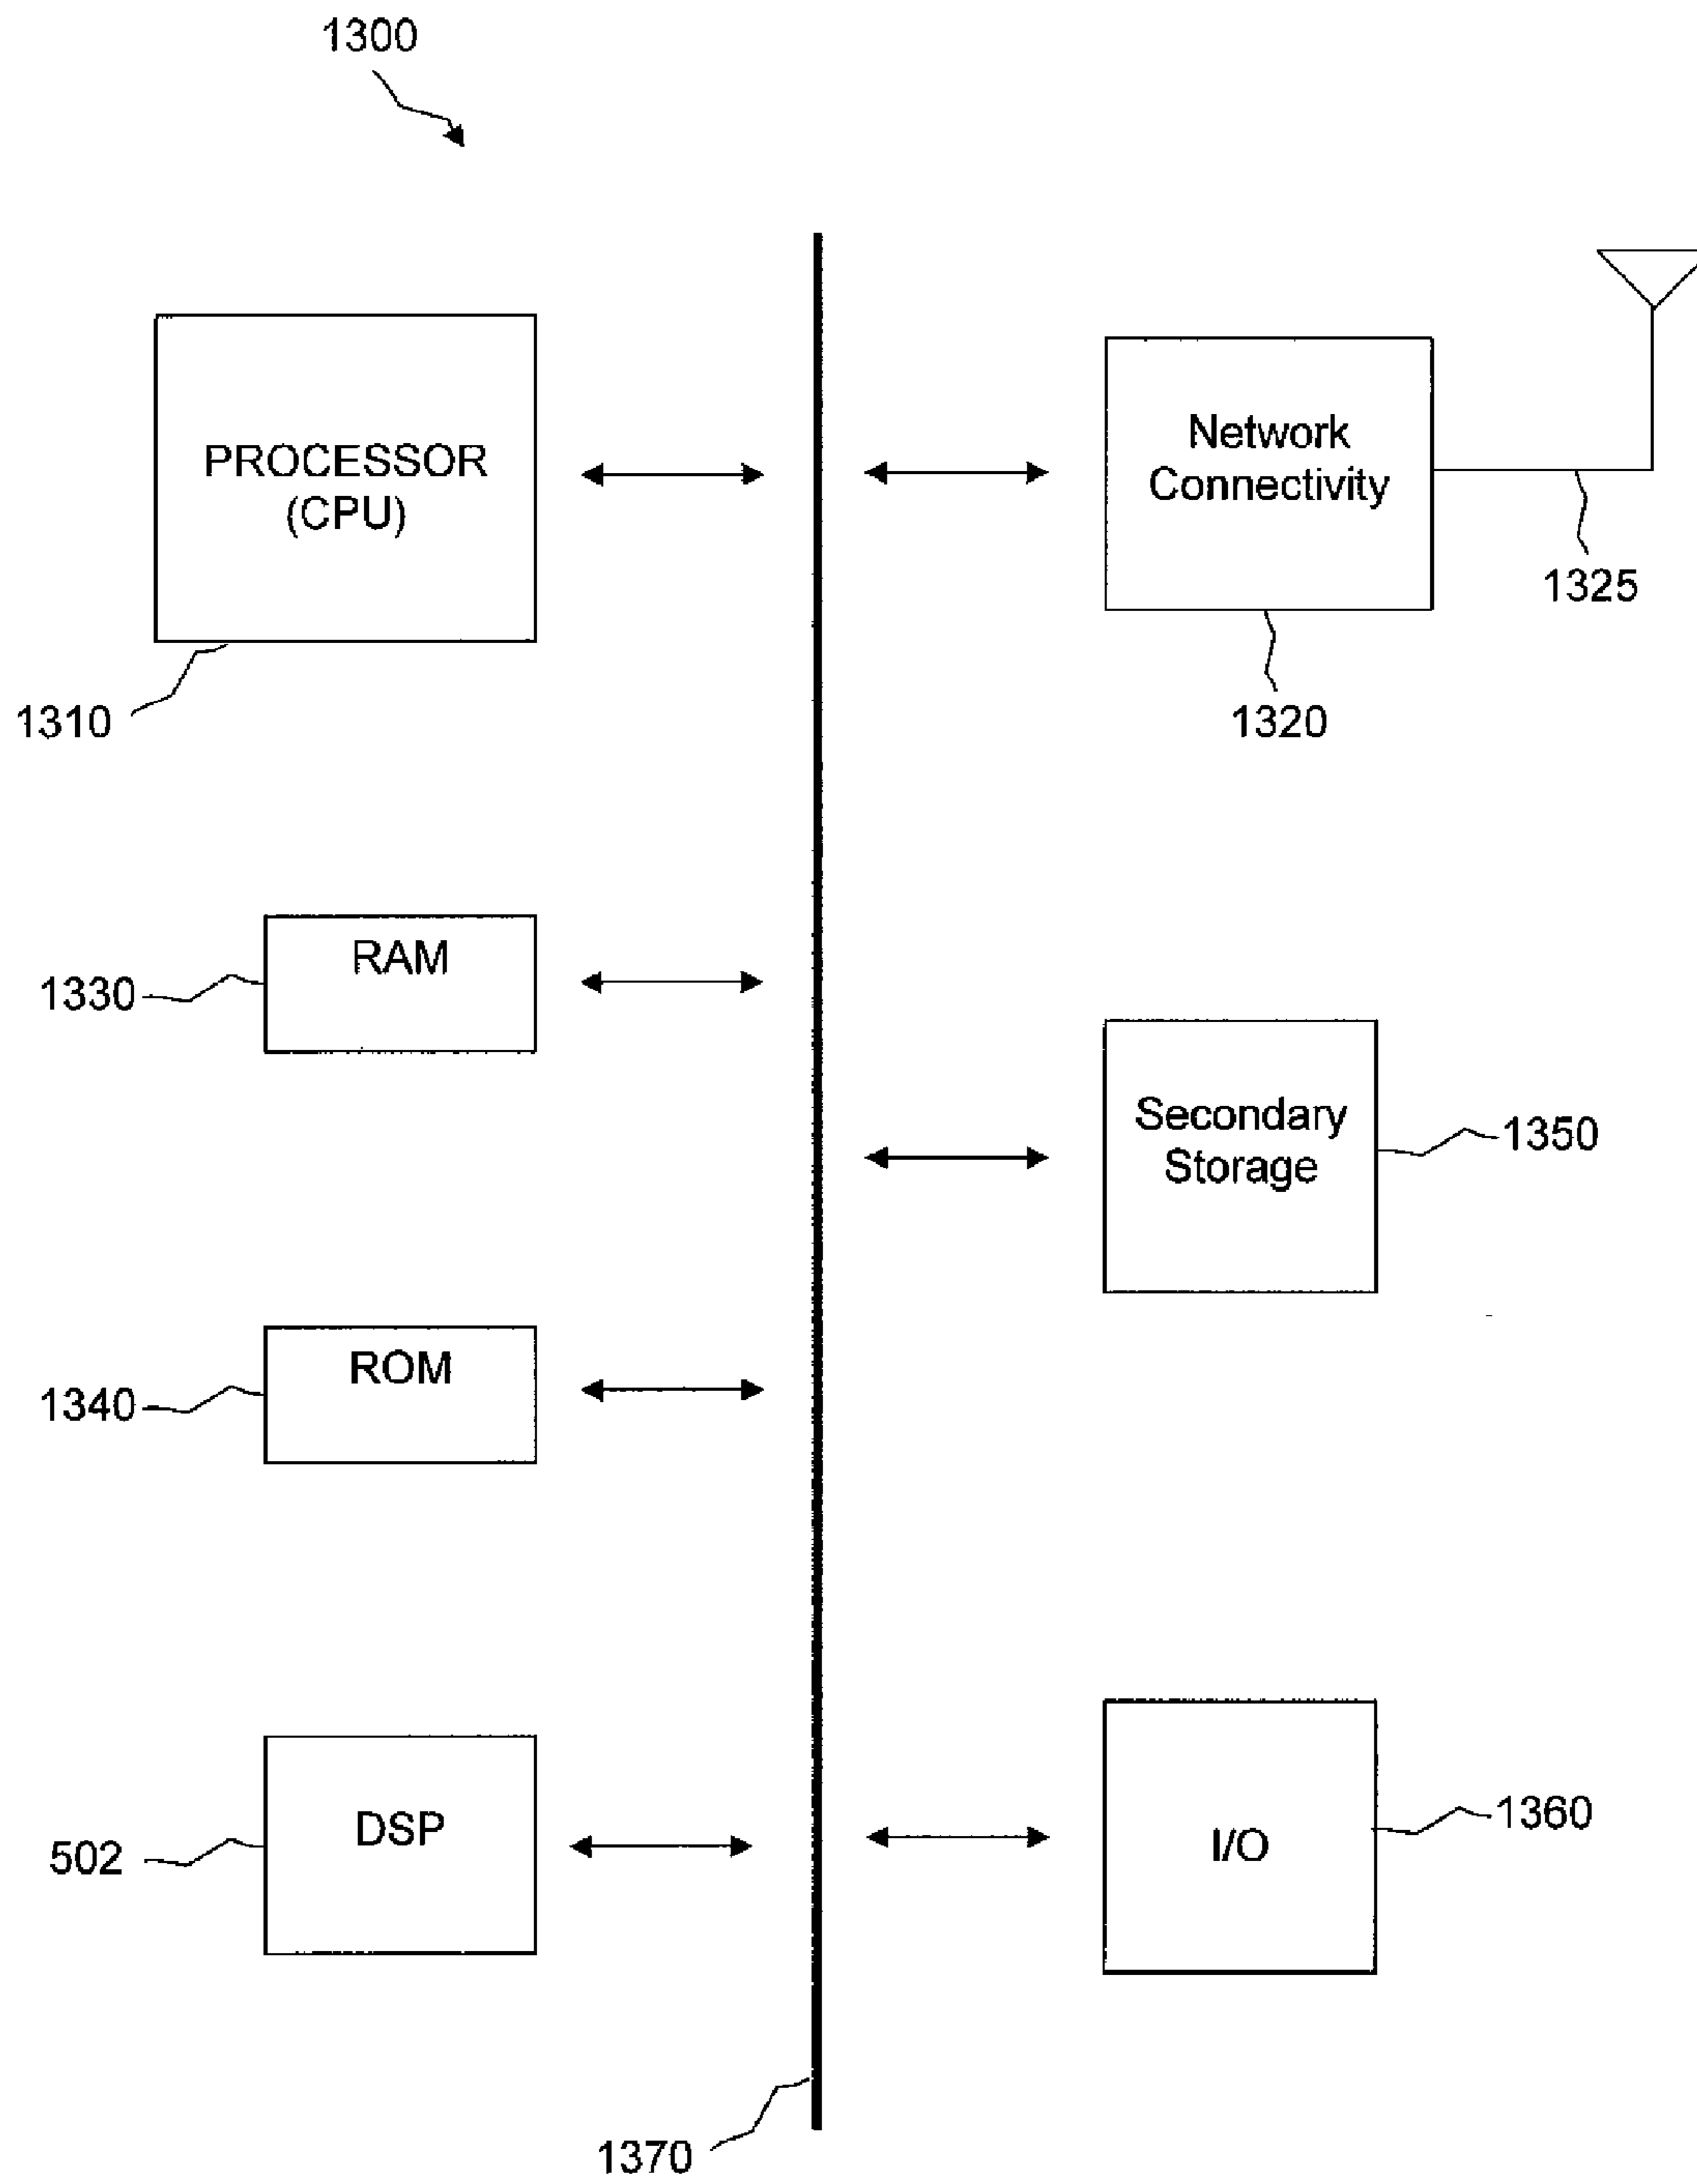 1300
PROCESSOR
(CPU)
1310
Network
Connectivity
1325
1320
RAM
1330
Secondary
Storage
1350
ROM
1340
DSP
502
I/O
1360
1370